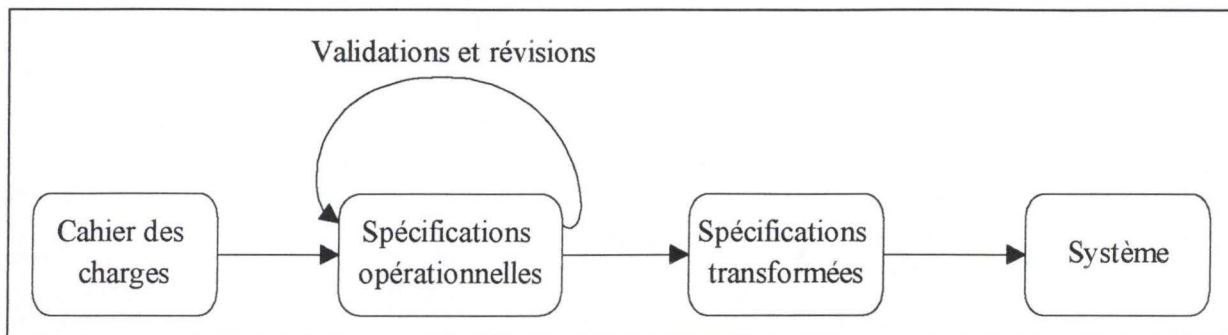 Validations et révisions
Cahier des
charges
Spécifications
opérationnelles
Spécifications
transformées
Système